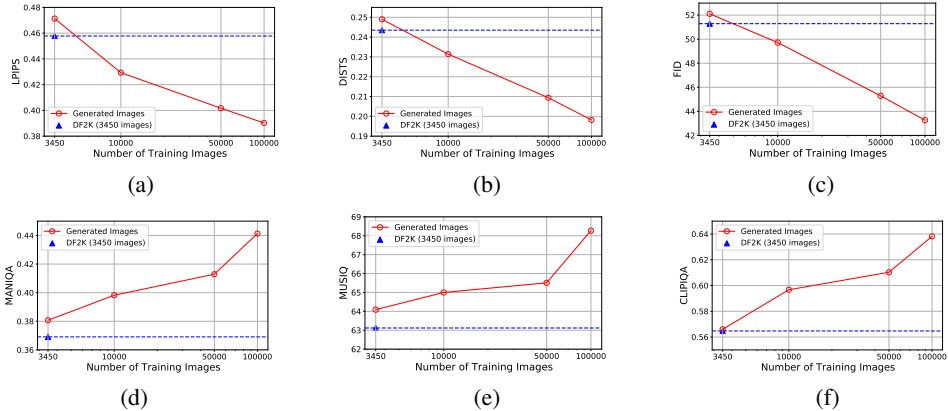 0.48
0.46
0.44
0.42
0.40
0.38
LPIPS
Generated Images
DF2K (3450 images)
3450 10000 50000 100000
Number of Training Images
(a)
0.25
0.24
0.23
0.22
0.21
0.20
0.19
DISTS
Generated Images
DF2K (3450 images)
3450 10000 50000 100000
Number of Training Images
(b)
52
50
48
46
44
42
FID
Generated Images
DF2K (3450 images)
3450 10000 50000 100000
Number of Training Images
(c)
0.44
0.42
0.40
0.38
0.36
MANIQA
Generated Images
DF2K (3450 images)
3450 10000 50000 100000
Number of Training Images
(d)
69
68
67
66
65
64
63
62
MUSIQ
Generated Images
DF2K (3450 images)
3450 10000 50000 100000
Number of Training Images
(e)
0.64
0.62
0.60
0.58
0.56
CLIPIQA
Generated Images
DF2K (3450 images)
3450 10000 50000 100000
Number of Training Images
(f)